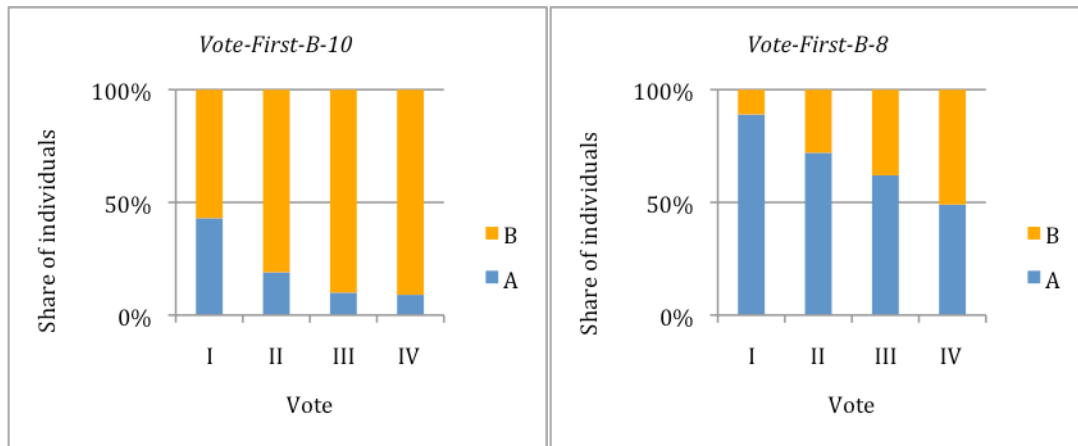 Vote-First-B-10
100%
50%
0%
Share of individuals
I II III IV
Vote
B
A
Vote-First-B-8
100%
50%
0%
Share of individuals
I II III IV
Vote
B
A